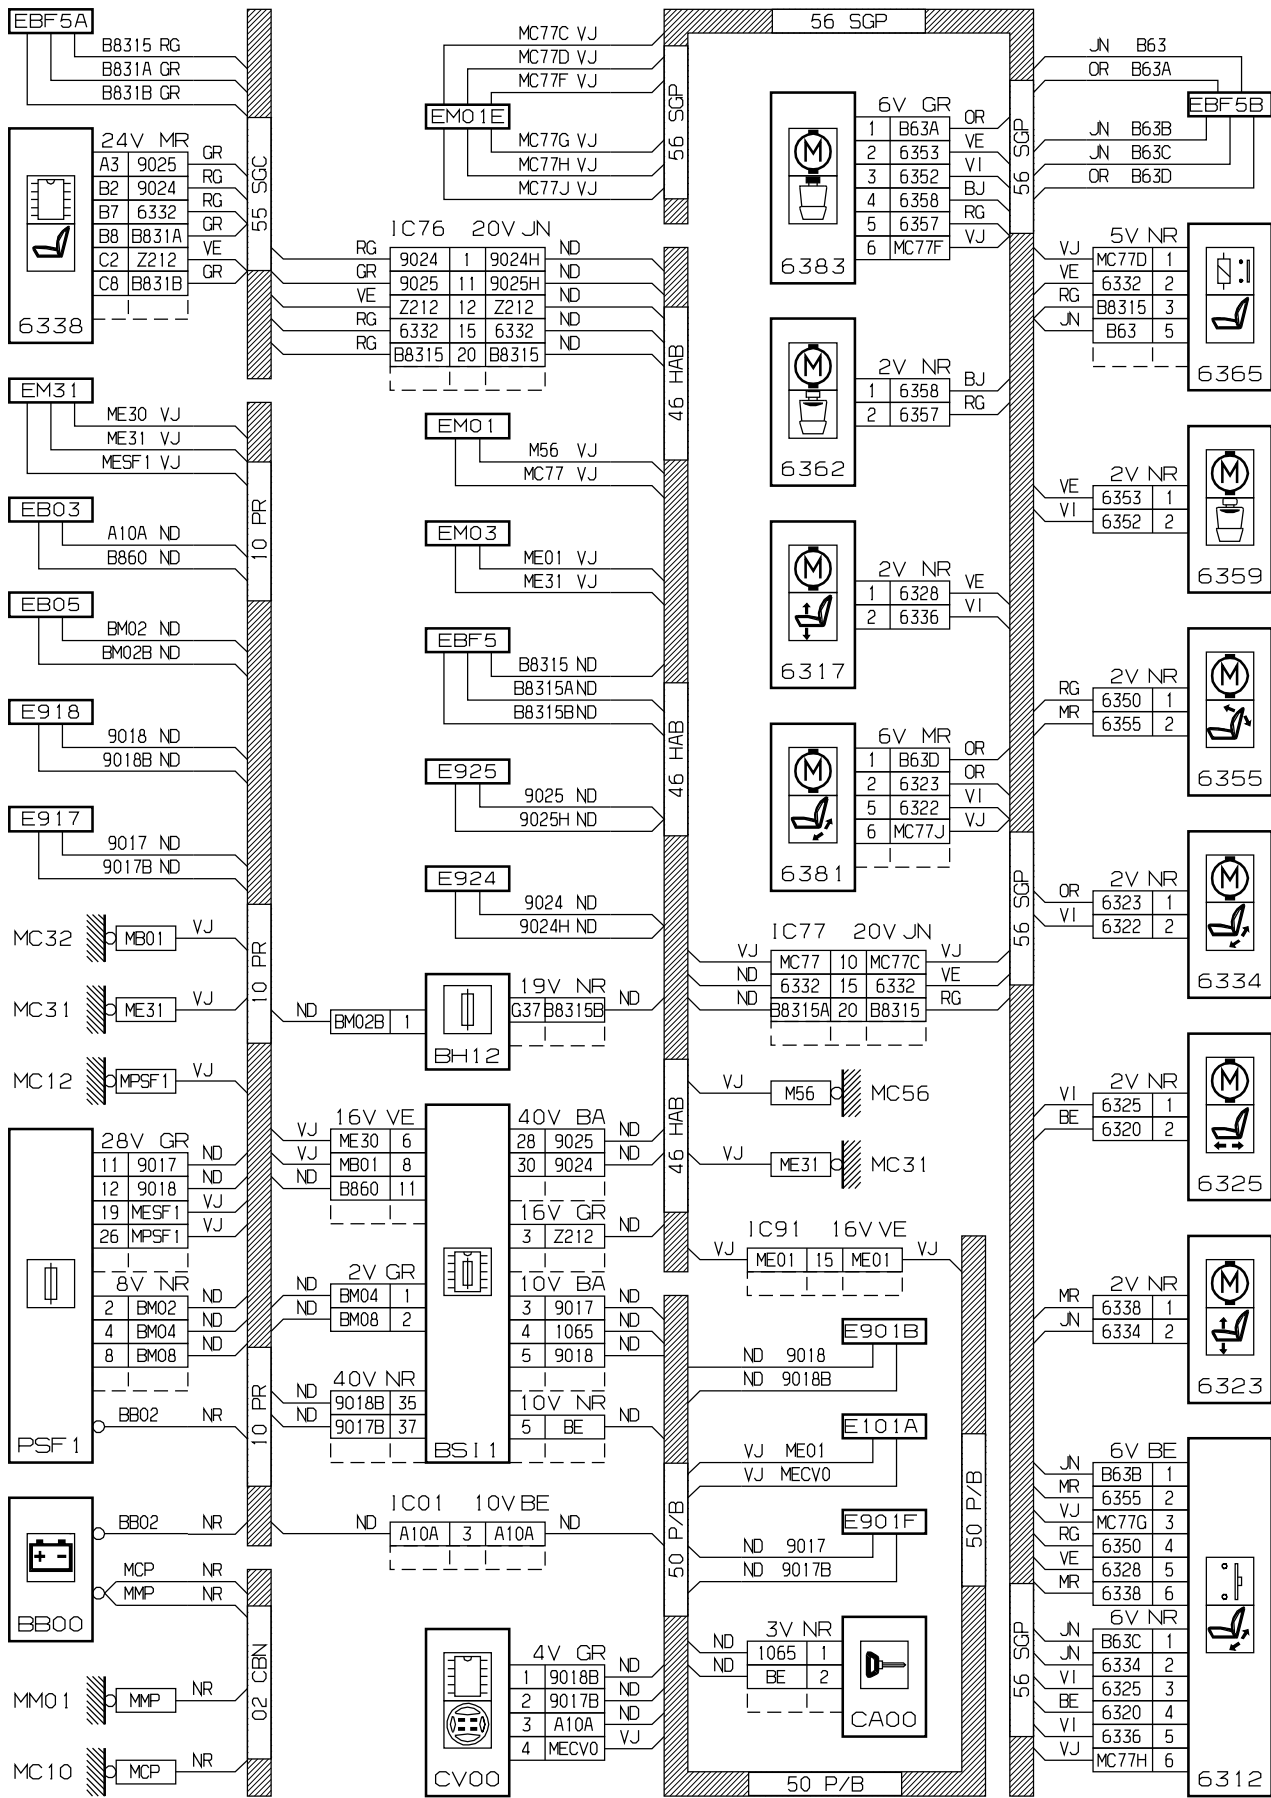 EBF5A
B8315 RG
B831A GR
B831B GR
24V MR
A3 9025 GR
B2 9024 RG
B7 6332 RG
B8 B831A GR
C2 Z212 VE
C8 B831B GR
6338
55 SGC
EM31
ME30 VJ
ME31 VJ
MESF1 VJ
EB03
A10A ND
B860 ND
10 PR
EB05
BM02 ND
BM02B ND
E918
9018 ND
9018B ND
E917
9017 ND
9017B ND
MC32 MB01 VJ
MC31 ME31 VJ
MC12 MPSF1 VJ
10 PR
28V GR
11 9017 ND
12 9018 ND
19 MESF1 VJ
26 MPSF1 VJ
8V NR
2 BM02 ND
4 BM04 ND
8 BM08 ND
BB02 NR
PSF1
10 PR
BB02 NR
MCP NR
MMP NR
BB00
MM01 MMP NR
MC10 MCP NR
02 CBN
MC77C VJ
MC77D VJ
MC77F VJ
EM01E
MC77G VJ
MC77H VJ
MC77J VJ
56 SGP
56 SGP
IC76 20V JN
RG 9024 1 9024H ND
GR 9025 11 9025H ND
VE Z212 12 Z212 ND
RG 6332 15 6332 ND
RG B8315 20 B8315 ND
46 HAB
EM01
M56 VJ
MC77 VJ
EM03
ME01 VJ
ME31 VJ
EBF5
B8315 ND
B8315A ND
B8315B ND
46 HAB
E925
9025 ND
9025H ND
E924
9024 ND
9024H ND
19V NR
ND BM02B 1
G37 B8315B ND
BH12
16V VE
VJ ME30 6
VJ MB01 8
ND B860 11
2V GR
ND BM04 1
ND BM08 2
40V NR
ND 9018B 35
ND 9017B 37
40V BA
28 9025 ND
30 9024 ND
16V GR
3 Z212 ND
10V BA
3 9017 ND
4 1065 ND
5 9018 ND
10V NR
5 BE ND
BSI1
46 HAB
IC01 10V BE
ND A10A 3 A10A ND
4V GR
1 9018B ND
2 9017B ND
3 A10A ND
4 MECV0 VJ
CV00
6V GR
1 B63A OR
2 6353 VE
3 6352 VI
4 6358 BJ
5 6357 RG
6 MC77F VJ
6383
2V NR
1 6358 BJ
2 6357 RG
6362
2V NR
1 6328 VE
2 6336 VI
6317
6V MR
1 B63D OR
2 6323 OR
5 6322 VI
6 MC77J VJ
6381
IC77 20V JN
VJ MC77 10 MC77C VJ
ND 6332 15 6332 VE
ND B8315A 20 B8315 RG
VJ M56 MC56
VJ ME31 MC31
IC91 16V VE
VJ ME01 15 ME01 VJ
E901B
ND 9018
ND 9018B
E101A
VJ ME01
VJ MECV0
E901F
ND 9017
ND 9017B
50 P/B
50 P/B
3V NR
ND 1065 1
ND BE 2
CA00
50 P/B
56 SGP
JN B63
OR B63A
EBF5B
JN B63B
JN B63C
OR B63D
5V NR
VJ MC77D 1
VE 6332 2
RG B8315 3
JN B63 5
6365
2V NR
VE 6353 1
VI 6352 2
6359
2V NR
RG 6350 1
MR 6355 2
6355
56 SGP
2V NR
OR 6323 1
VI 6322 2
6334
2V NR
VI 6325 1
BE 6320 2
6325
2V NR
MR 6338 1
JN 6334 2
6323
6V BE
JN B63B 1
MR 6355 2
VJ MC77G 3
RG 6350 4
VE 6328 5
MR 6338 6
6V NR
JN B63C 1
JN 6334 2
VI 6325 3
BE 6320 4
VI 6336 5
VJ MC77H 6
6312
56 SGP